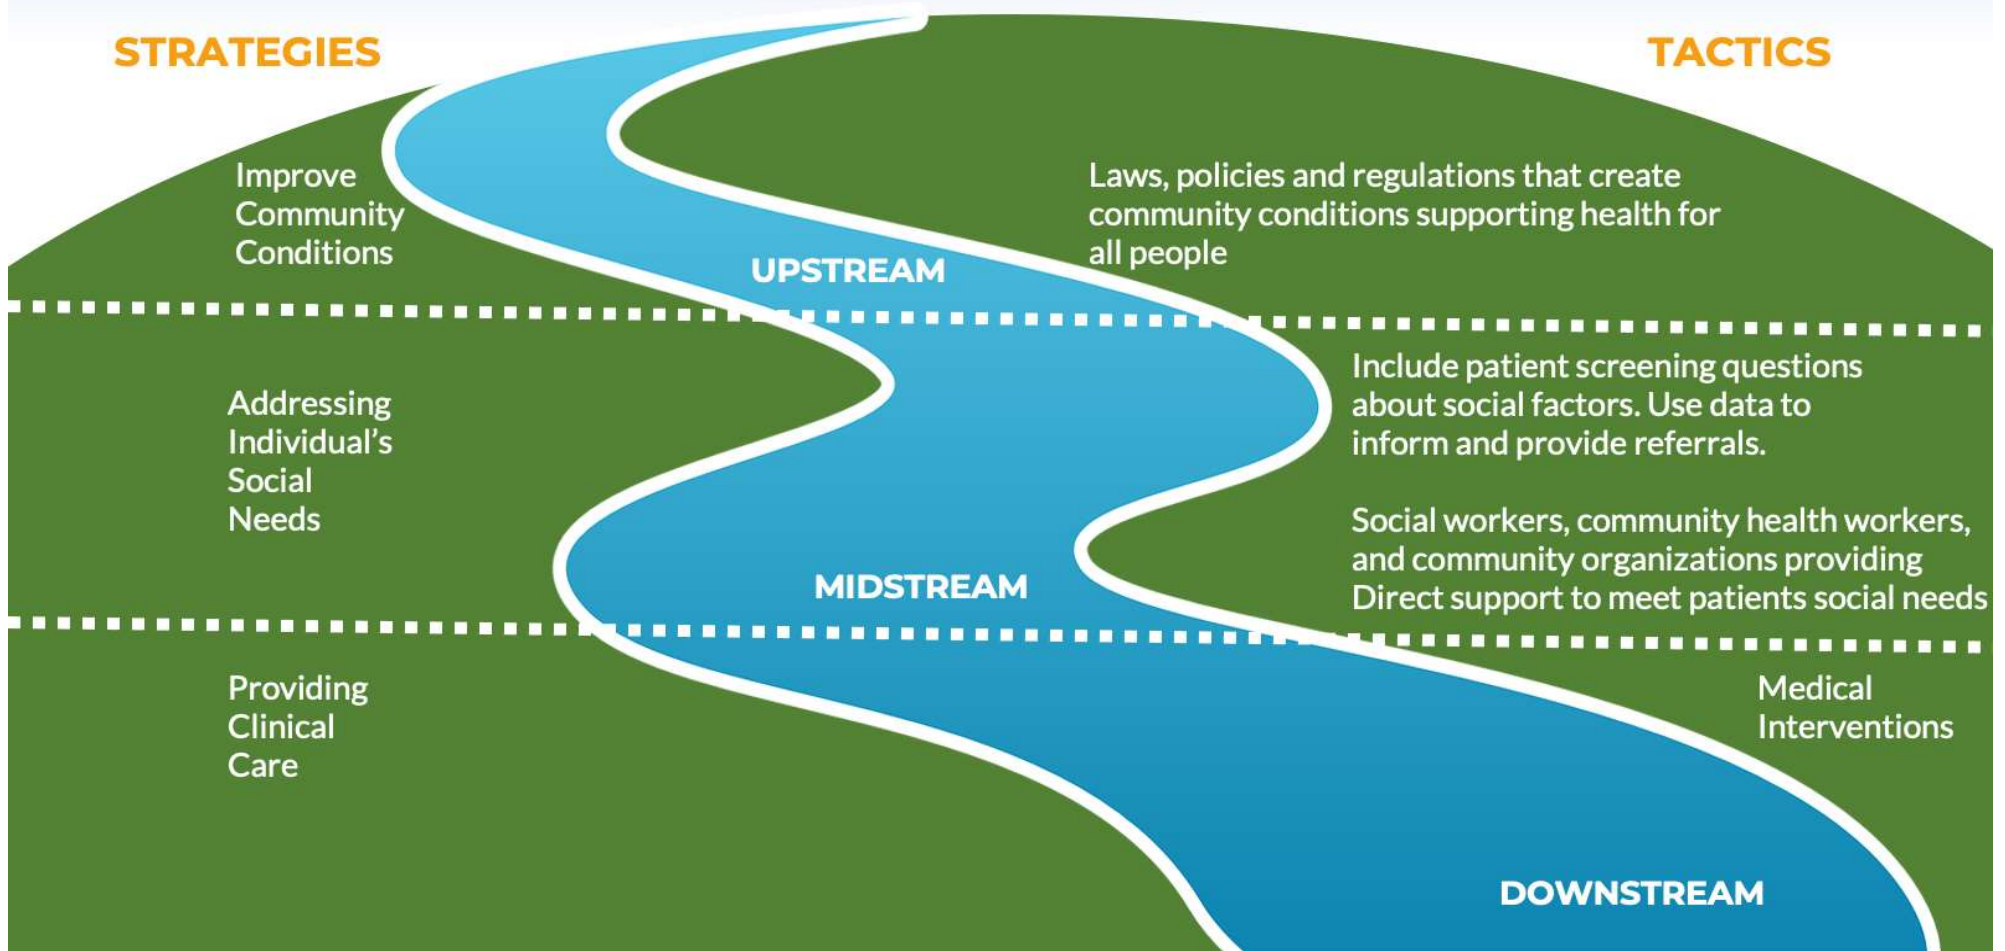 STRATEGIES
TACTICS
Improve
Community
Conditions
Laws, policies and regulations that create
community conditions supporting health for
all people
UPSTREAM
Addressing
Individual’s
Social
Needs
Include patient screening questions
about social factors. Use data to
inform and provide referrals.
Social workers, community health workers,
and community organizations providing
Direct support to meet patients social needs
MIDSTREAM
Providing
Clinical
Care
Medical
Interventions
DOWNSTREAM